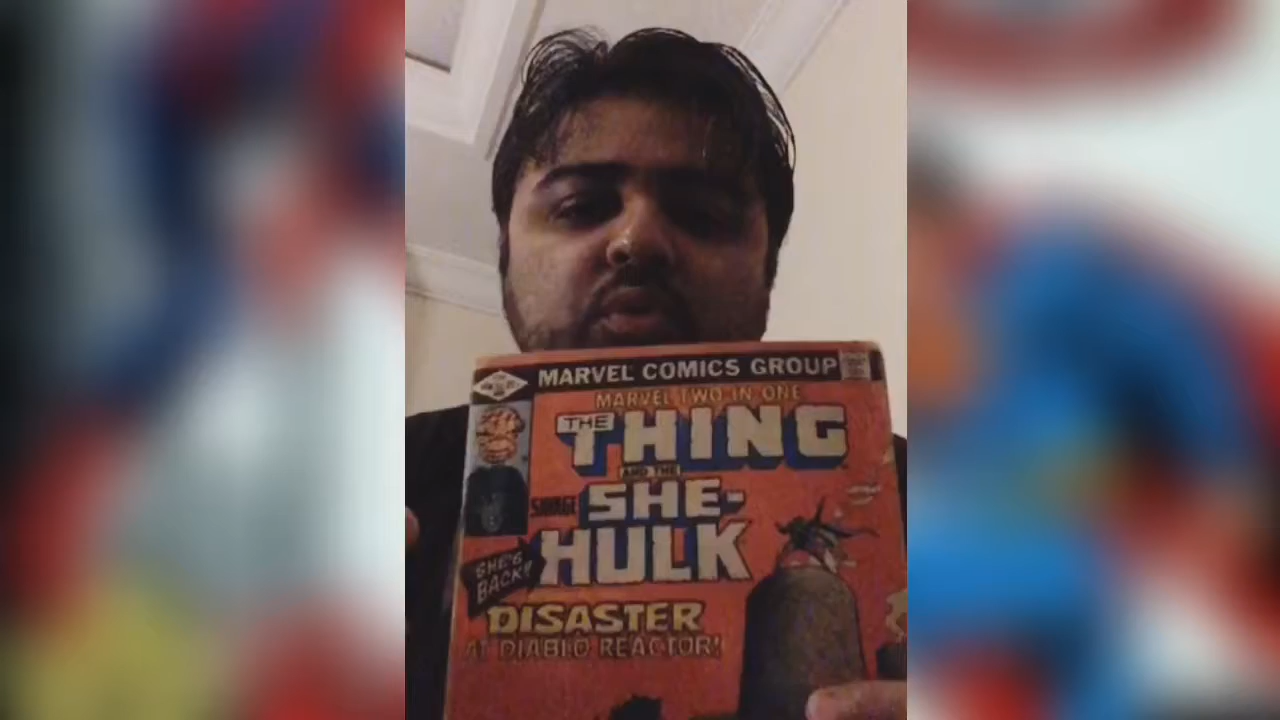 MARVEL COMICS GROUP
MARVEL TWO-IN-ONE
THE THING
AND THE
SAVAGE SHE-
HULK
SHE'S
BACK!
DISASTER
AT DIABLO REACTOR!